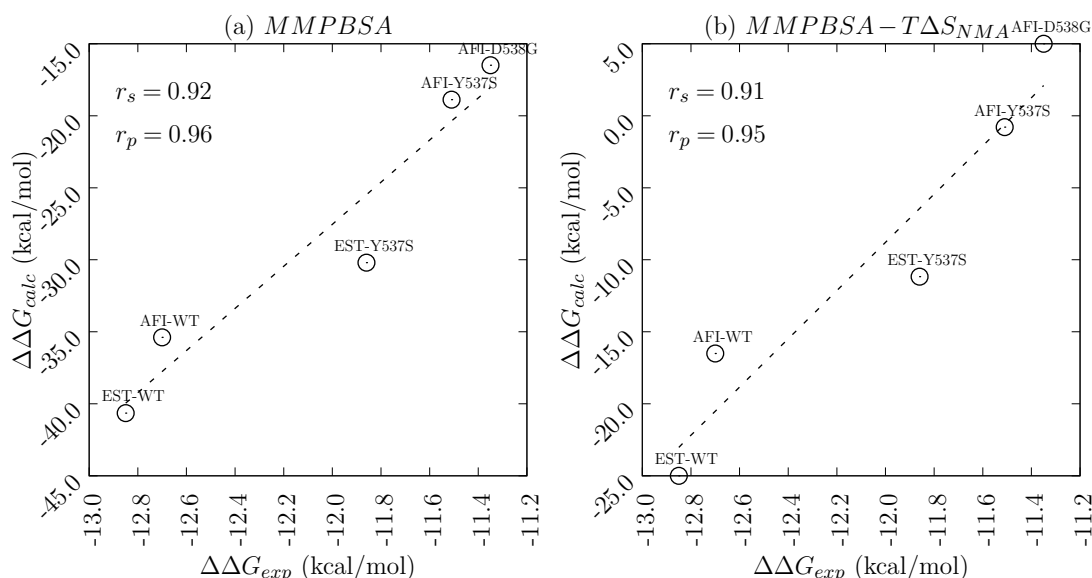 (a) MMPBSA
-15.0
-20.0
-25.0
-30.0
-35.0
-40.0
-45.0
ΔΔG_calc (kcal/mol)
r_s = 0.92
r_p = 0.96
AFI-D538G
AFI-Y537S
EST-Y537S
AFI-WT
EST-WT
-13.0 -12.8 -12.6 -12.4 -12.2 -12.0 -11.8 -11.6 -11.4 -11.2
ΔΔG_exp (kcal/mol)
(b) MMPBSA − TΔS_NMA
5.0
0.0
-5.0
-10.0
-15.0
-20.0
-25.0
ΔΔG_calc (kcal/mol)
r_s = 0.91
r_p = 0.95
AFI-D538G
AFI-Y537S
EST-Y537S
AFI-WT
EST-WT
-13.0 -12.8 -12.6 -12.4 -12.2 -12.0 -11.8 -11.6 -11.4 -11.2
ΔΔG_exp (kcal/mol)